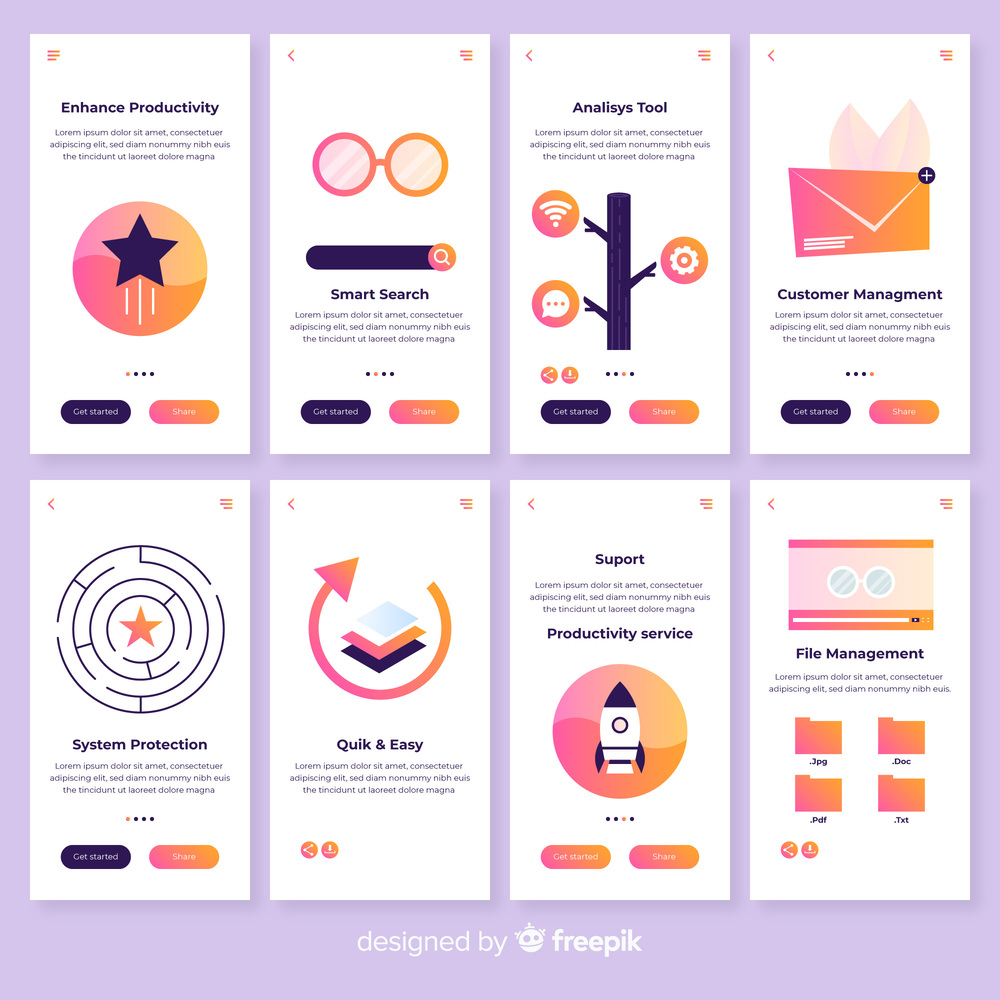 Enhance Productivity
Lorem ipsum dolor sit amet, consectetuer
adipiscing elit, sed diam nonummy nibh euis
the tincidunt ut laoreet dolore magna
Get started
Share
Smart Search
Lorem ipsum dolor sit amet, consectetuer
adipiscing elit, sed diam nonummy nibh euis
the tincidunt ut laoreet dolore magna
Get started
Share
Analisys Tool
Lorem ipsum dolor sit amet, consectetuer
adipiscing elit, sed diam nonummy nibh euis
the tincidunt ut laoreet dolore magna
Get started
Share
Customer Managment
Lorem ipsum dolor sit amet, consectetuer
adipiscing elit, sed diam nonummy nibh euis
the tincidunt ut laoreet dolore magna
Get started
Share
System Protection
Lorem ipsum dolor sit amet, consectetuer
adipiscing elit, sed diam nonummy nibh euis
the tincidunt ut laoreet dolore magna
Get started
Share
Quik & Easy
Lorem ipsum dolor sit amet, consectetuer
adipiscing elit, sed diam nonummy nibh euis
the tincidunt ut laoreet dolore magna
Suport
Lorem ipsum dolor sit amet, consectetuer
adipiscing elit, sed diam nonummy nibh euis
the tincidunt ut laoreet dolore magna
Productivity service
Get started
Share
File Management
Lorem ipsum dolor sit amet, consectetuer
adipiscing elit, sed diam nonummy nibh euis.
.Jpg
.Doc
.Pdf
.Txt
designed by freepik